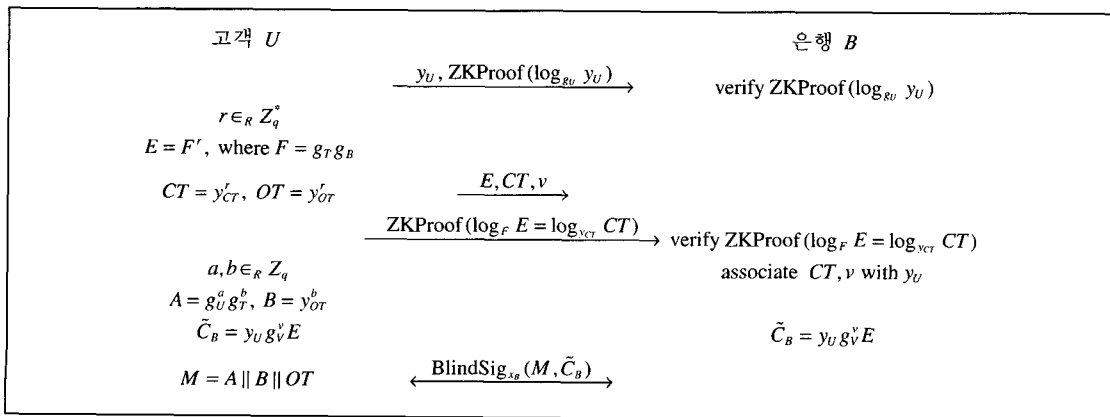 고객 U 은행 B
y_U, ZKProof(log_{g_U} y_U) verify ZKProof(log_{g_U} y_U)
r ∈_R Z_q^*
E = F^r, where F = g_T g_B
CT = y_{CT}^r, OT = y_{OT}^r E, CT, v
ZKProof(log_F E = log_{y_{CT}} CT) verify ZKProof(log_F E = log_{y_{CT}} CT)
a, b ∈_R Z_q associate CT, v with y_U
A = g_U^a g_T^b, B = y_{OT}^b
C̃_B = y_U g_V^v E C̃_B = y_U g_V^v E
M = A || B || OT BlindSig_{x_B}(M, C̃_B)